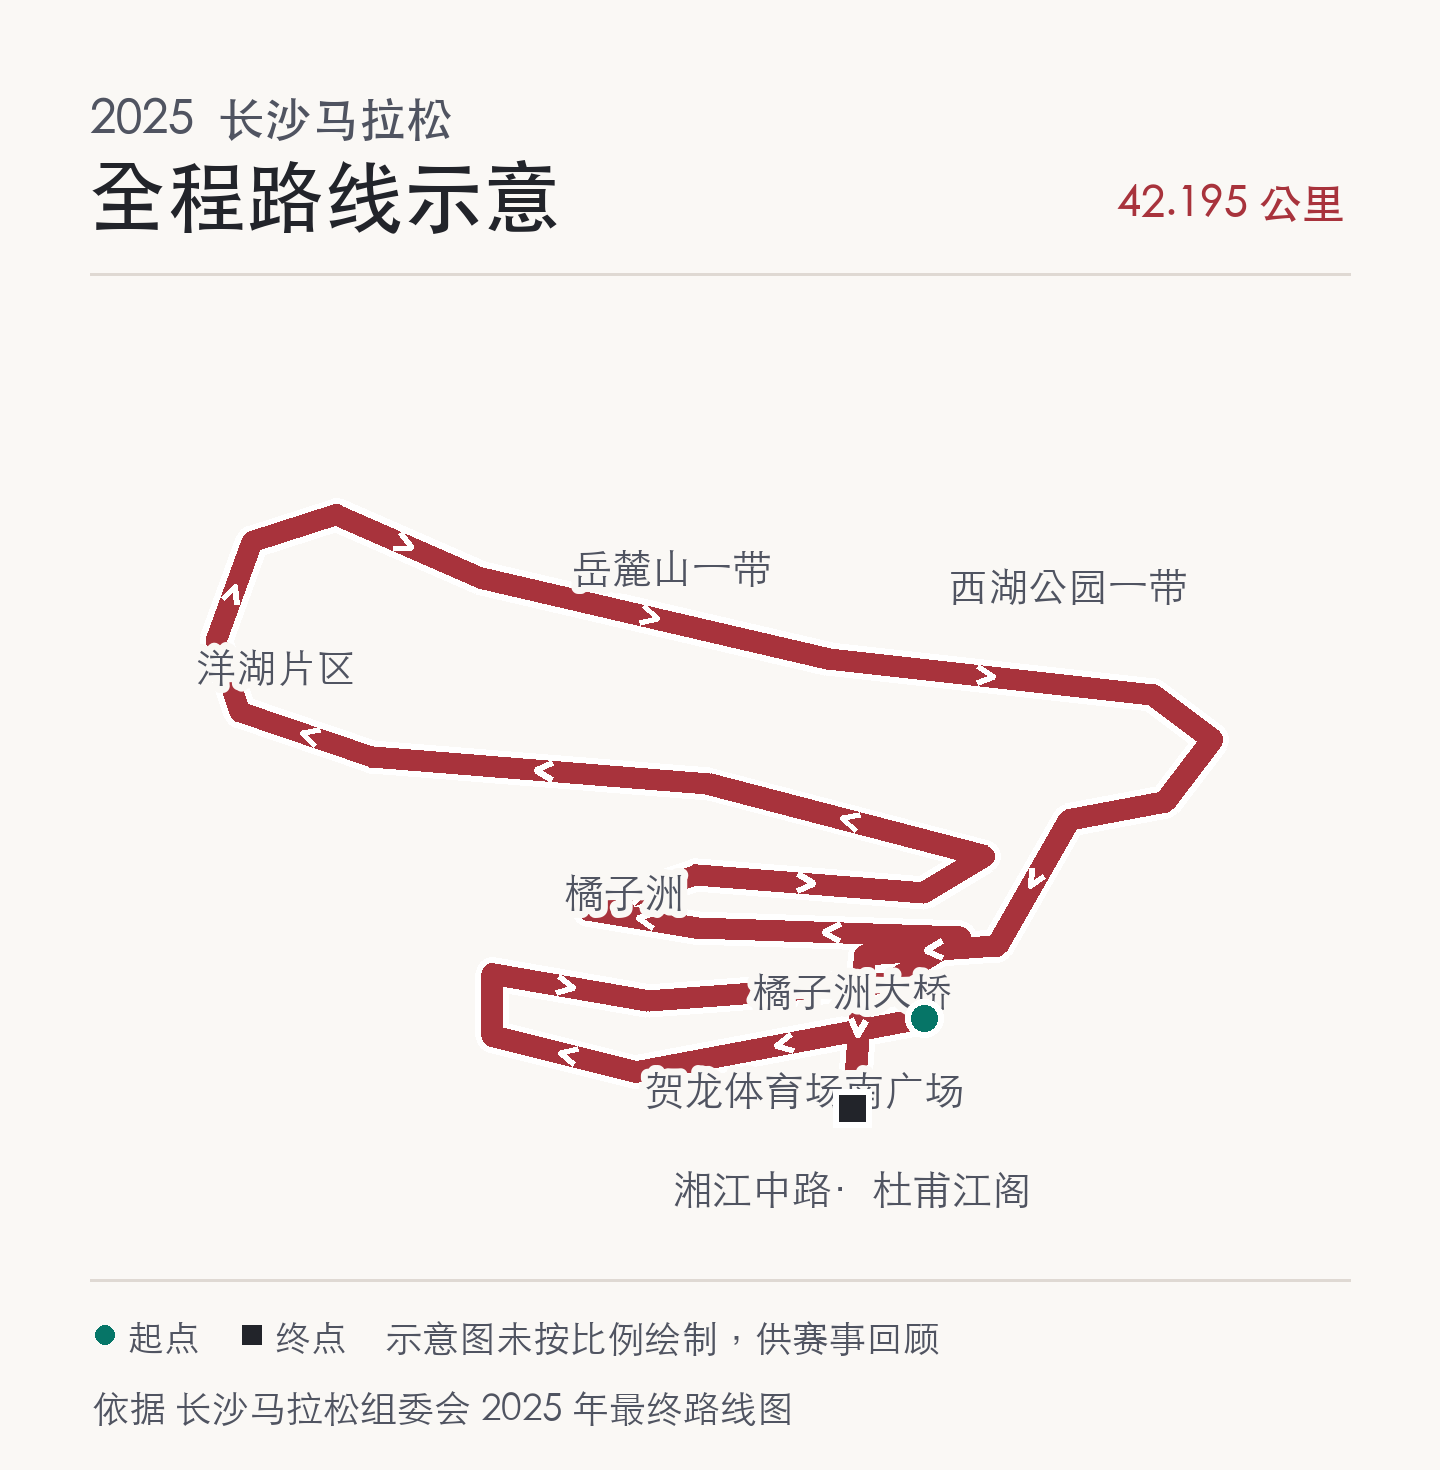 2025 长沙马拉松
全程路线示意
42.195 公里
岳麓山一带
西湖公园一带
洋湖片区
橘子洲
橘子洲大桥
贺龙体育场南广场
湘江中路· 杜甫江阁
起点 终点 示意图未按比例绘制，供赛事回顾
依据 长沙马拉松组委会 2025 年最终路线图